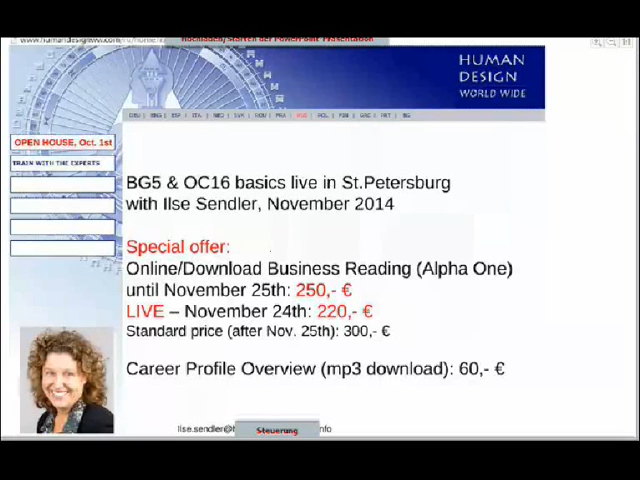 Hochladen/Starten der PowerPoint-Präsentation
HUMAN
DESIGN
WORLD WIDE
OPEN HOUSE, Oct. 1st
TRAIN WITH THE EXPERTS
BG5 & OC16 basics live in St.Petersburg
with Ilse Sendler, November 2014
Special offer:
Online/Download Business Reading (Alpha One)
until November 25th: 250,- €
LIVE – November 24th: 220,- €
Standard price (after Nov. 25th): 300,- €
Career Profile Overview (mp3 download): 60,- €
Steuerung